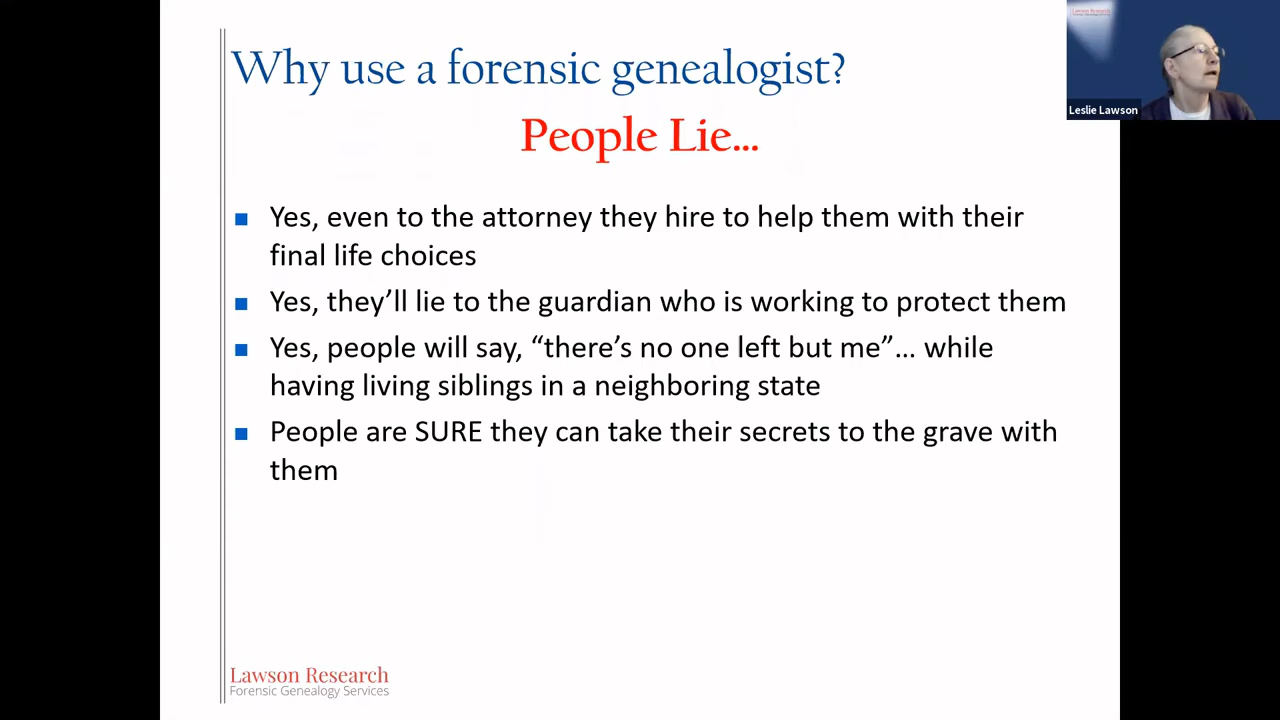 Why use a forensic genealogist?
People Lie...
Yes, even to the attorney they hire to help them with their
final life choices
Yes, they’ll lie to the guardian who is working to protect them
Yes, people will say, “there’s no one left but me”... while
having living siblings in a neighboring state
People are SURE they can take their secrets to the grave with
them
Lawson Research
Forensic Genealogy Services
Lawson Research
Leslie Lawson